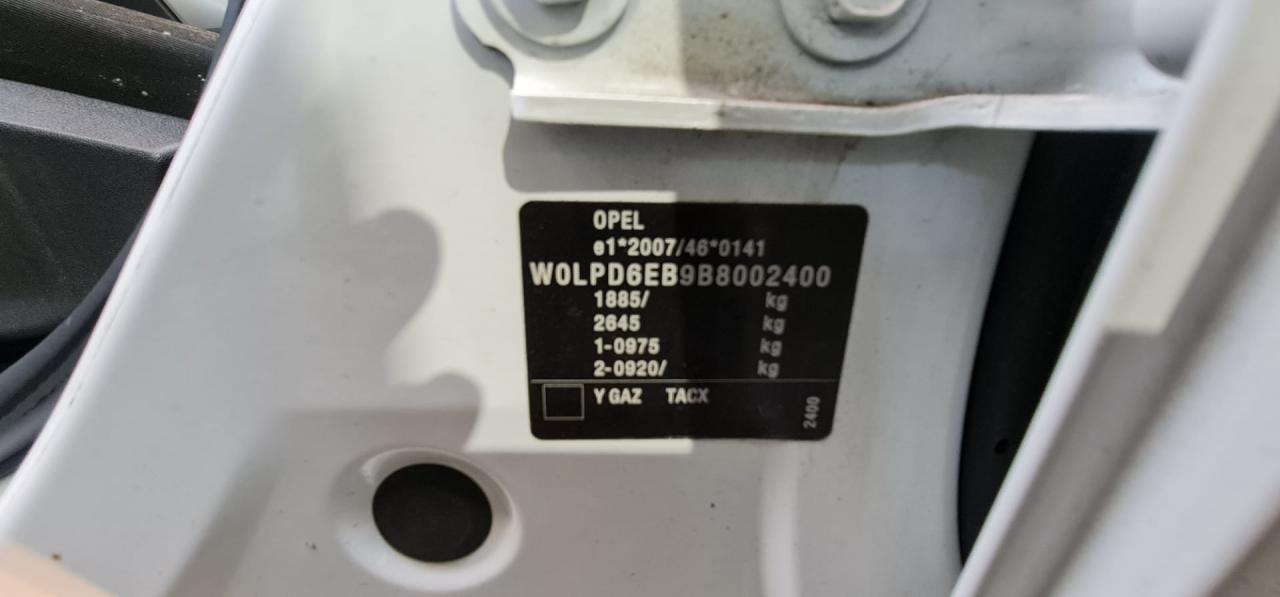 OPEL
e1*2007/46*0141
W0LPD6EB9B8002400
1885/ kg
2645 kg
1-0975 kg
2-0920/ kg
Y GAZ TACX
2400